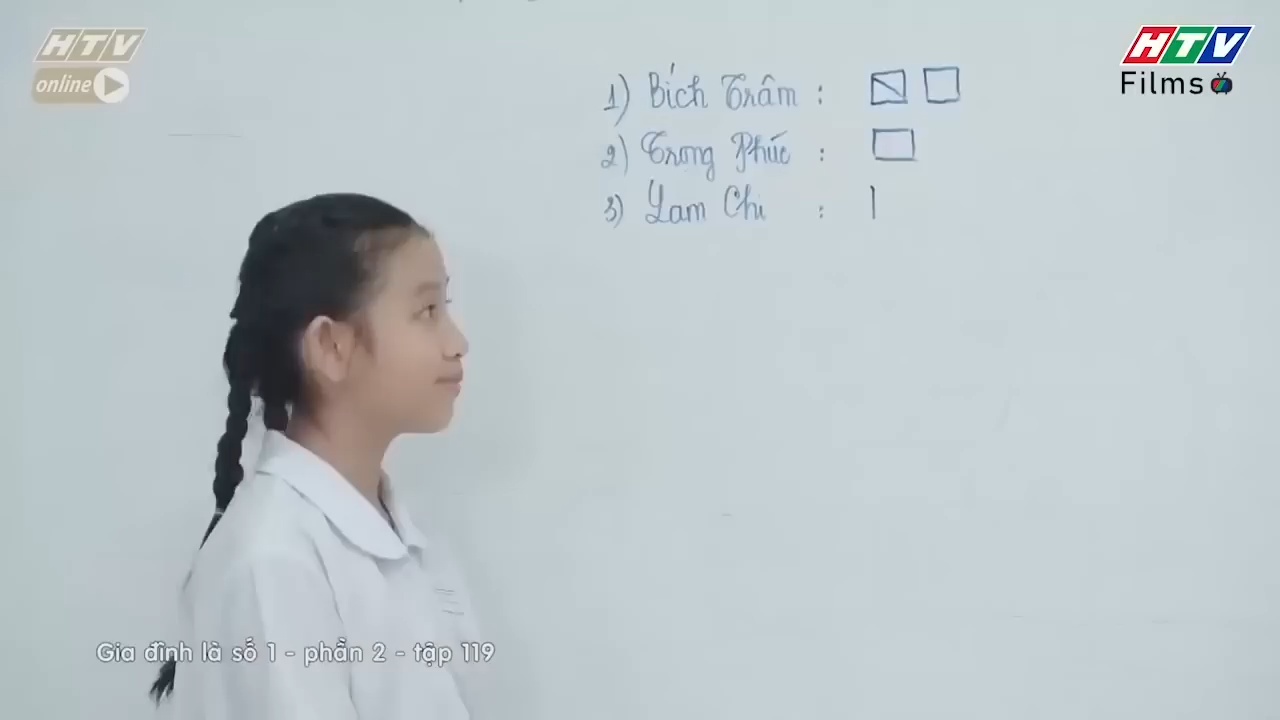 HTV
online
HTV
Films
1) Bích Trâm :
2) Trọng Phúc :
3) Lam Chi :
Gia đình là số 1 - phần 2 - tập 119